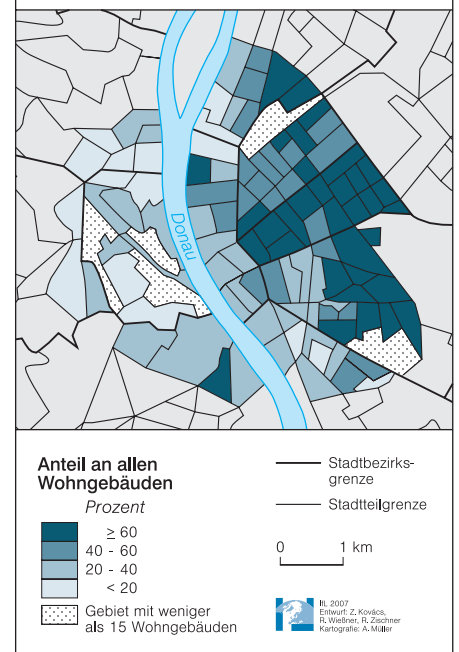 Donau
Anteil an allen
Wohngebäuden
Prozent
≥ 60
40 - 60
20 - 40
< 20
Gebiet mit weniger
als 15 Wohngebäuden
Stadtbezirks-
grenze
Stadtteilgrenze
0 1 km
IfL 2007
Entwurf: Z. Kovács,
R. Wießner, R. Zischner
Kartografie: A. Müller